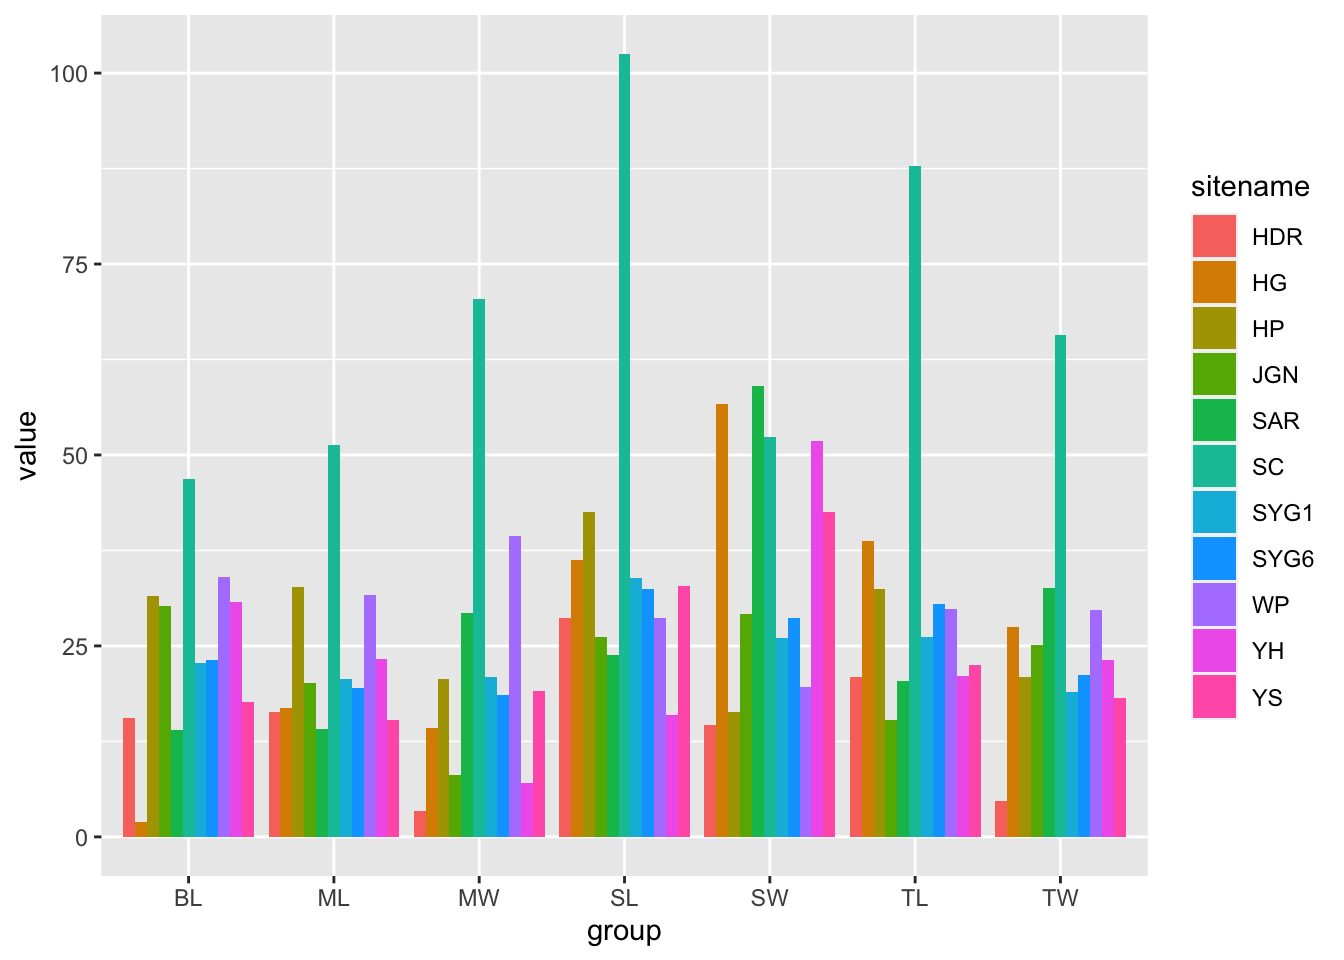 100
75
50
25
0
value
BL ML MW SL SW TL TW
group
sitename
HDR
HG
HP
JGN
SAR
SC
SYG1
SYG6
WP
YH
YS